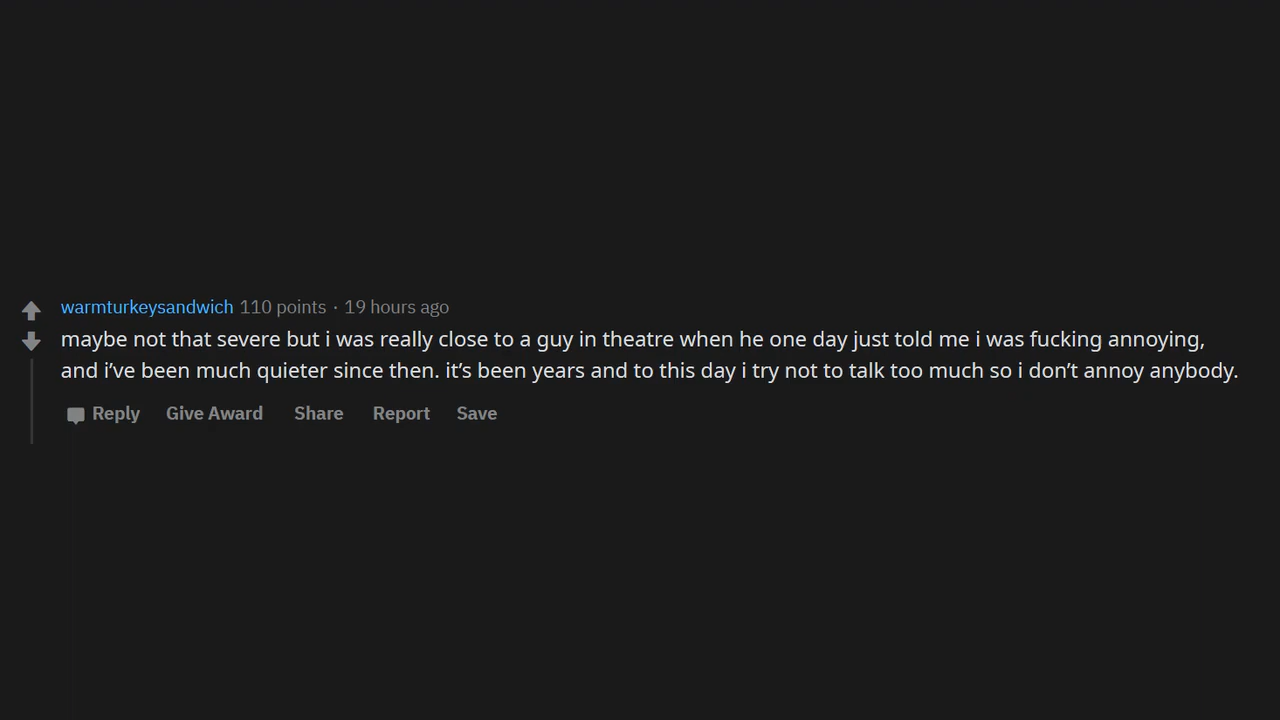 warmturkeysandwich 110 points · 19 hours ago
maybe not that severe but i was really close to a guy in theatre when he one day just told me i was fucking annoying,
and i’ve been much quieter since then. it’s been years and to this day i try not to talk too much so i don’t annoy anybody.
Reply Give Award Share Report Save